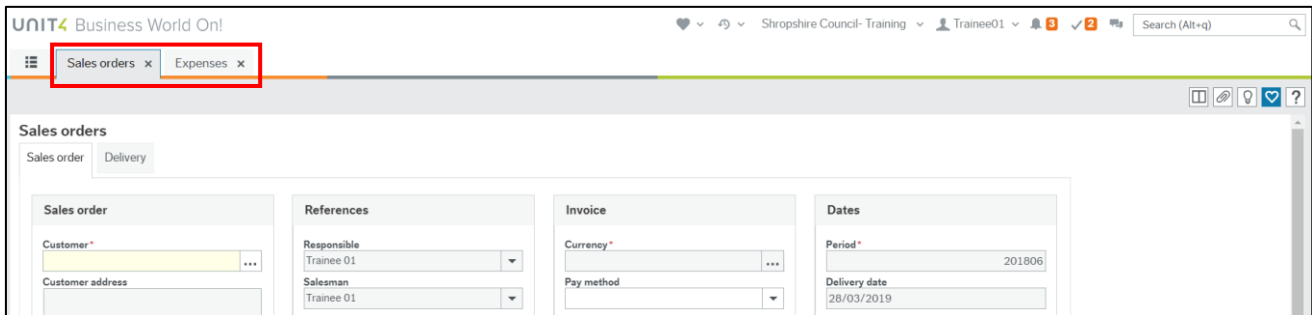 UNIT4 Business World On! Shropshire Council- Training Trainee01 3 2 Search (Alt+q)
Sales orders x Expenses x
?
Sales orders
Sales order Delivery
Sales order References Invoice Dates
Customer* Responsible Currency* Period*
... Trainee 01 ... 201806
Customer address Salesman Pay method Delivery date
Trainee 01 28/03/2019